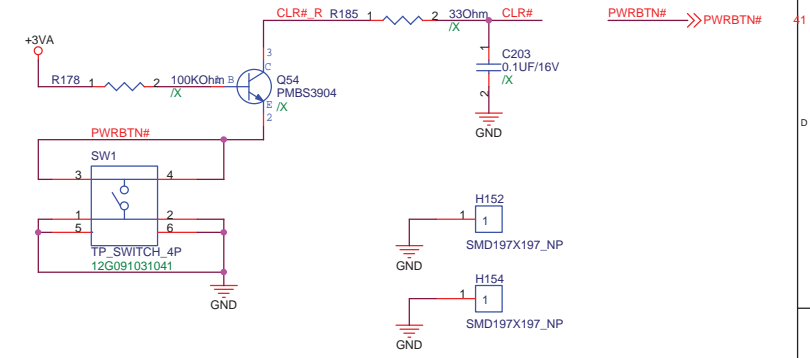 CLR#_R R185 1 2 33Ohm CLR# PWRBTN# PWRBTN# 41
/X
+3VA
3
C
1
C203
0.1UF/16V
/X
2
GND
R178 1 2 100KOhm 1 B
/X
Q54
PMBS3904
E /X
2
D
PWRBTN#
SW1
3 4
1 2
5 6
TP_SWITCH_4P
12G091031041
GND
H152
1 1
SMD197X197_NP
GND
H154
1 1
SMD197X197_NP
GND